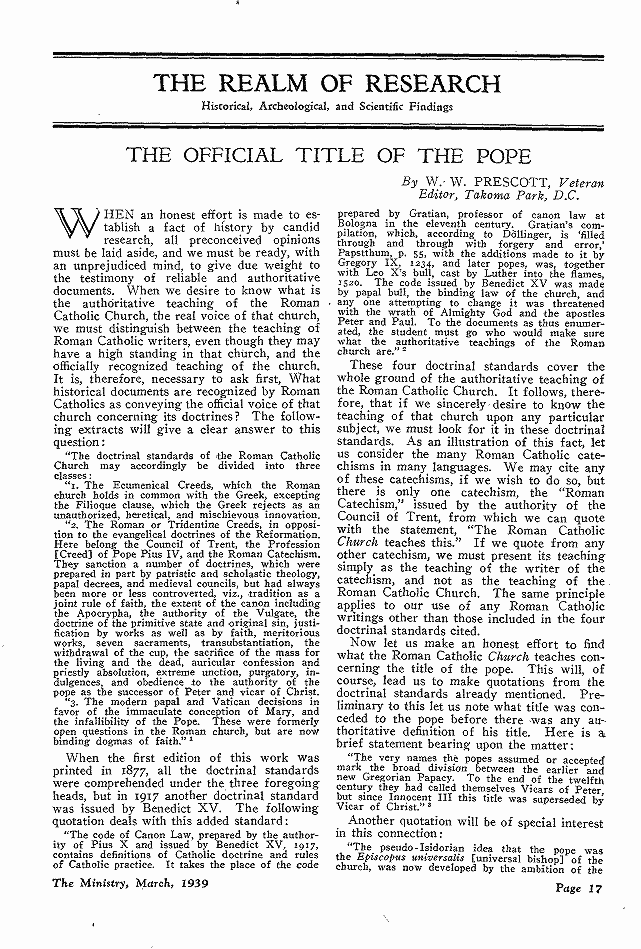 THE REALM OF RESEARCH
Historical, Archeological, and Scientific Findings
THE OFFICIAL TITLE OF THE POPE
By W. W. PRESCOTT, Veteran
Editor, Takoma Park, D.C.
WHEN an honest effort is made to es-
tablish a fact of history by candid
research, all preconceived opinions
must be laid aside, and we must be ready, with
an unprejudiced mind, to give due weight to
the testimony of reliable and authoritative
documents. When we desire to know what is
the authoritative teaching of the Roman
Catholic Church, the real voice of that church,
we must distinguish between the teaching of
Roman Catholic writers, even though they may
have a high standing in that church, and the
officially recognized teaching of the church.
It is, therefore, necessary to ask first, What
historical documents are recognized by Roman
Catholics as conveying the official voice of that
church concerning its doctrines? The follow-
ing extracts will give a clear answer to this
question:
"The doctrinal standards of the Roman Catholic
Church may accordingly be divided into three
classes:
"1. The Ecumenical Creeds, which the Roman
church holds in common with the Greek, excepting
the Filioque clause, which the Greek rejects as an
unauthorized, heretical, and mischievous innovation.
"2. The Roman or Tridentine Creeds, in opposi-
tion to the evangelical doctrines of the Reformation.
Here belong the Council of Trent, the Profession
[Creed] of Pope Pius IV, and the Roman Catechism.
They sanction a number of doctrines, which were
prepared in part by patristic and scholastic theology,
papal decrees, and medieval councils, but had always
been more or less controverted, viz., tradition as a
joint rule of faith, the extent of the canon including
the Apocrypha, the authority of the Vulgate, the
doctrine of the primitive state and original sin, justi-
fication by works as well as by faith, meritorious
works, seven sacraments, transubstantiation, the
withdrawal of the cup, the sacrifice of the mass for
the living and the dead, auricular confession and
priestly absolution, extreme unction, purgatory, in-
dulgences, and obedience to the authority of the
pope as the successor of Peter and vicar of Christ.
"3. The modern papal and Vatican decisions in
favor of the immaculate conception of Mary, and
the infallibility of the Pope. These were formerly
open questions in the Roman church, but are now
binding dogmas of faith." 1
When the first edition of this work was
printed in 1877, all the doctrinal standards
were comprehended under the three foregoing
heads, but in 1917 another doctrinal standard
was issued by Benedict XV. The following
quotation deals with this added standard:
"The code of Canon Law, prepared by the author-
ity of Pius X and issued by Benedict XV, 1917,
contains definitions of Catholic doctrine and rules
of Catholic practice. It takes the place of the code
prepared by Gratian, professor of canon law at
Bologna in the eleventh century. Gratian's com-
pilation, which, according to Döllinger, is 'filled
through and through with forgery and error,'
Papstthum, p. 55, with the additions made to it by
Gregory IX, 1234, and later popes, was, together
with Leo X's bull, cast by Luther into the flames,
1520. The code issued by Benedict XV was made
by papal bull, the binding law of the church, and
any one attempting to change it was threatened
with the wrath of Almighty God and the apostles
Peter and Paul. To the documents as thus enumer-
ated, the student must go who would make sure
what the authoritative teachings of the Roman
church are." 2
These four doctrinal standards cover the
whole ground of the authoritative teaching of
the Roman Catholic Church. It follows, there-
fore, that if we sincerely desire to know the
teaching of that church upon any particular
subject, we must look for it in these doctrinal
standards. As an illustration of this fact, let
us consider the many Roman Catholic cate-
chisms in many languages. We may cite any
of these catechisms, if we wish to do so, but
there is only one catechism, the "Roman
Catechism," issued by the authority of the
Council of Trent, from which we can quote
with the statement, "The Roman Catholic
Church teaches this." If we quote from any
other catechism, we must present its teaching
simply as the teaching of the writer of the
catechism, and not as the teaching of the
Roman Catholic Church. The same principle
applies to our use of any Roman Catholic
writings other than those included in the four
doctrinal standards cited.
Now let us make an honest effort to find
what the Roman Catholic Church teaches con-
cerning the title of the pope. This will, of
course, lead us to make quotations from the
doctrinal standards already mentioned. Pre-
liminary to this let us note what title was con-
ceded to the pope before there was any au-
thoritative definition of his title. Here is a
brief statement bearing upon the matter:
"The very names the popes assumed or accepted
mark the broad division between the earlier and
new Gregorian Papacy. To the end of the twelfth
century they had called themselves Vicars of Peter,
but since Innocent III this title was superseded by
Vicar of Christ." 3
Another quotation will be of special interest
in this connection:
"The pseudo-Isidorian idea that the pope was
the Episcopus universalis [universal bishop] of the
church, was now developed by the ambition of the
The Ministry, March, 1939
Page 17